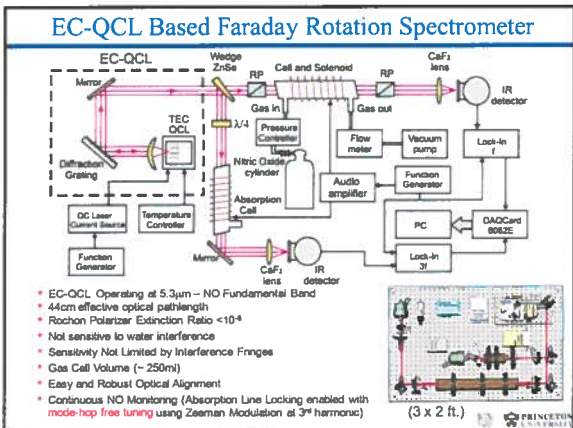 EC-QCL Based Faraday Rotation Spectrometer
EC-QCL
Wedge
ZnSe
RP
Cell and Solenoid
RP
CaF₂
lens
Mirror
IR
detector
TEC
QCL
λ/4
Gas in
Gas out
Pressure
Controller
Flow
meter
Vacuum
pump
Lock-In
f
Diffraction
Grating
Nitric Oxide
cylinder
Function
Generator
Audio
amplifier
Absorption
Cell
QC Laser
Current Source
Temperature
Controller
PC
DAQCard
6062E
Function
Generator
Mirror
CaF₂
lens
IR
detector
Lock-In
3f
* EC-QCL Operating at 5.3μm – NO Fundamental Band
* 44cm effective optical pathlength
* Rochon Polarizer Extinction Ratio <10⁻⁵
* Not sensitive to water interference
* Sensitivity Not Limited by Interference Fringes
* Gas Cell Volume (~ 250ml)
* Easy and Robust Optical Alignment
* Continuous NO Monitoring (Absorption Line Locking enabled with
mode-hop free tuning using Zeeman Modulation at 3rd harmonic)
(3 x 2 ft.)
PRINCETON
UNIVERSITY